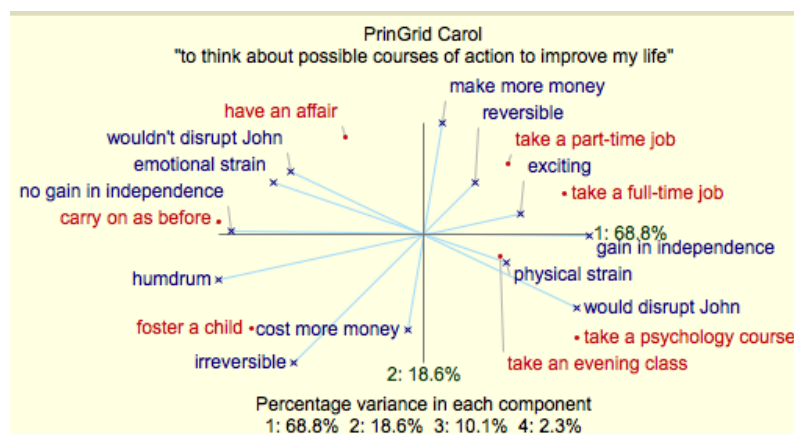 PrinGrid Carol
"to think about possible courses of action to improve my life"
make more money
have an affair
reversible
wouldn't disrupt John
take a part-time job
emotional strain
exciting
no gain in independence
take a full-time job
carry on as before
1: 68.8%
gain in independence
humdrum
physical strain
would disrupt John
foster a child
cost more money
take a psychology course
irreversible
take an evening class
2: 18.6%
Percentage variance in each component
1: 68.8% 2: 18.6% 3: 10.1% 4: 2.3%